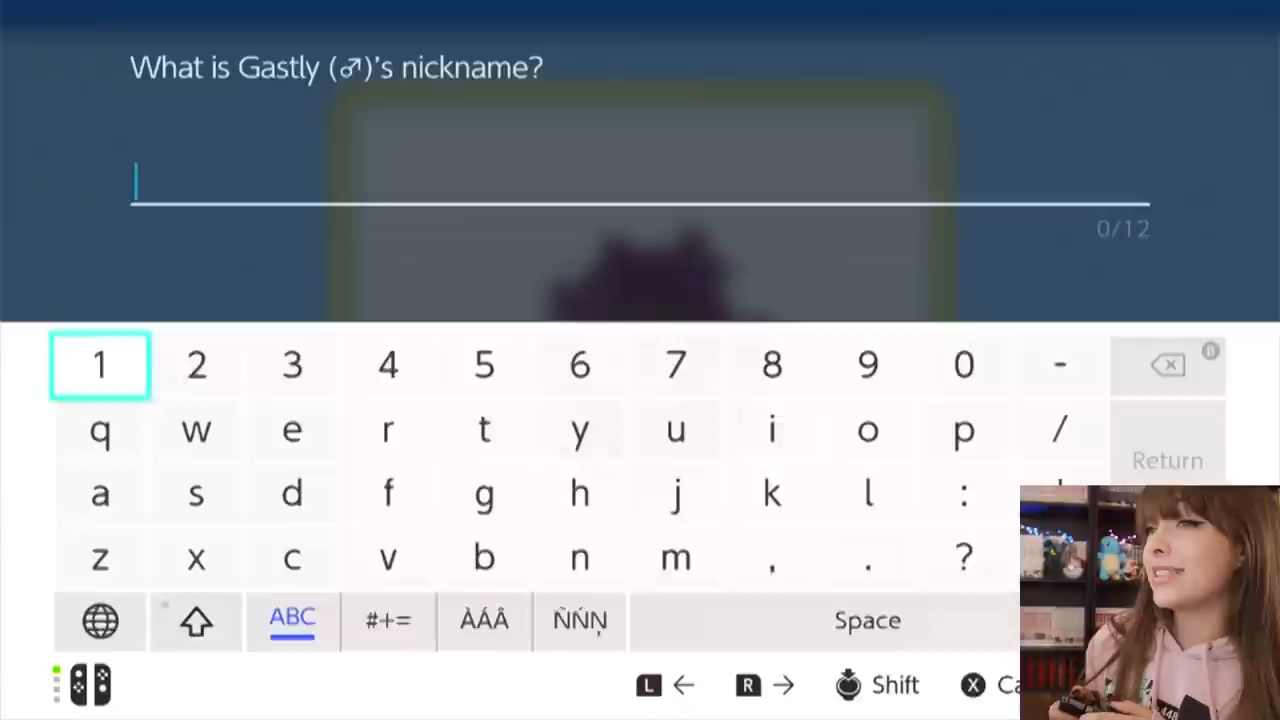 What is Gastly (♂)'s nickname?
0/12
1 2 3 4 5 6 7 8 9 0 -
q w e r t y u i o p /
Return
a s d f g h j k l :
z x c v b n m , . ?
ABC #+= ÀÁÂ ÑŃŅ Space
L ← R → Shift X